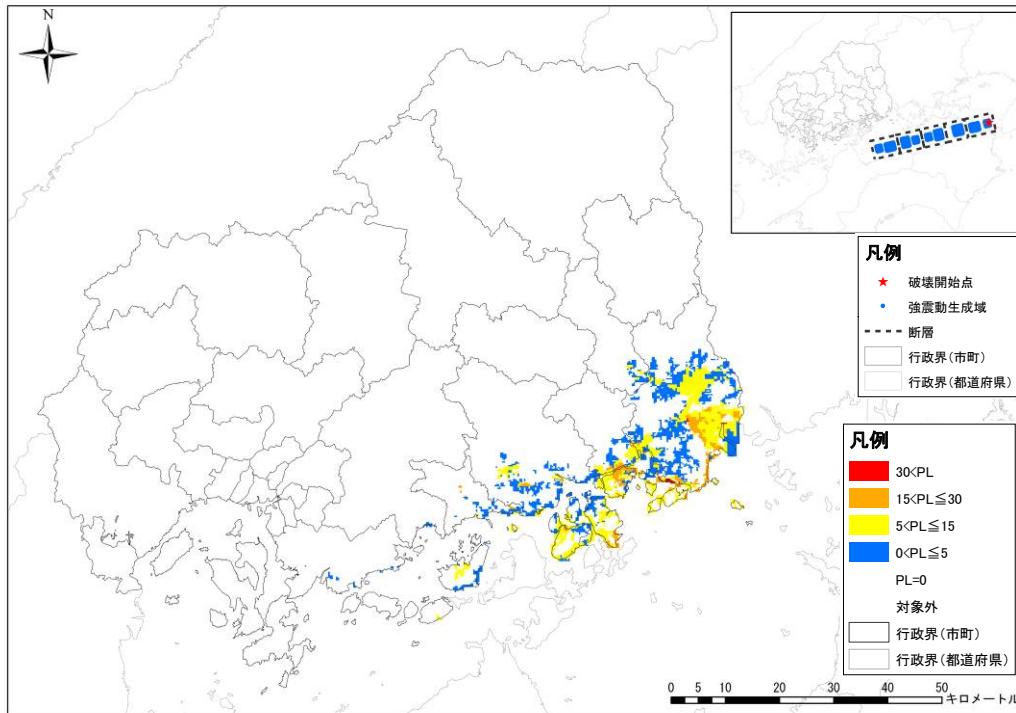 N
凡例
破壊開始点
強震動生成域
断層
行政界(市町)
行政界(都道府県)
凡例
30<PL
15<PL≦30
5<PL≦15
0<PL≦5
PL=0
対象外
行政界(市町)
行政界(都道府県)
0 5 10 20 30 40 50
キロメートル